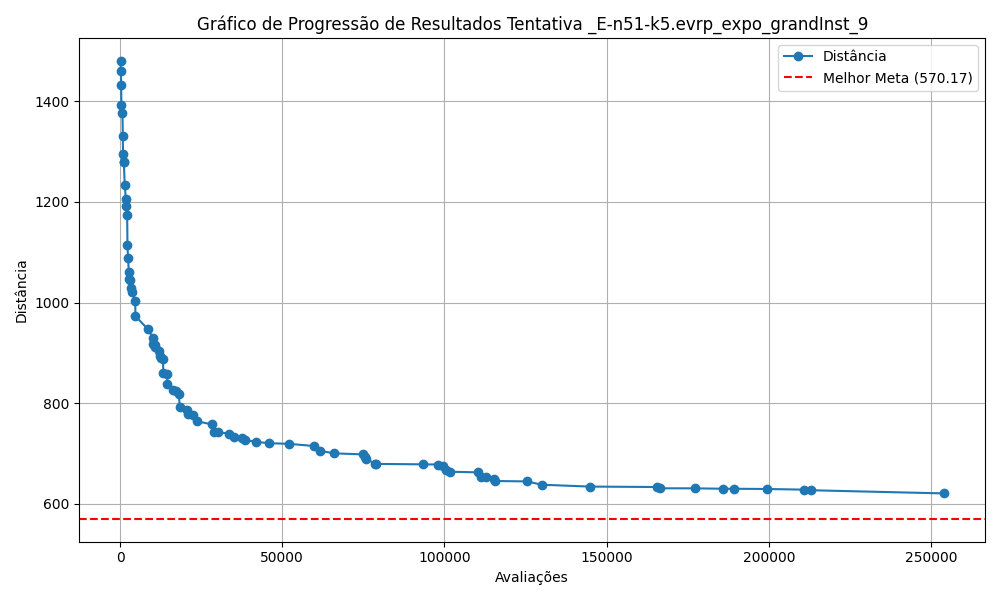 Gráfico de Progressão de Resultados Tentativa _E-n51-k5.evrp_expo_grandInst_9
Distância
Melhor Meta (570.17)
1400
1200
1000
800
600
Distância
0
50000
100000
150000
200000
250000
Avaliações